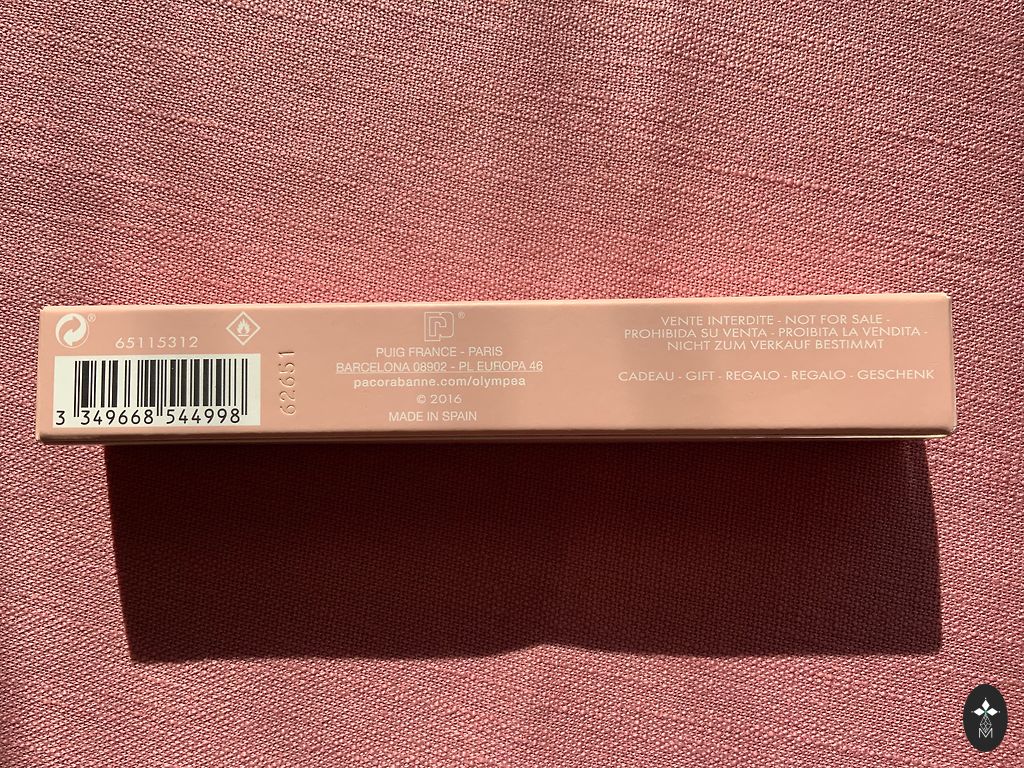 65115312
3 349668 544998
62651
PUIG FRANCE - PARIS
BARCELONA 08902 - PL EUROPA 46
pacorabanne.com/olympea
© 2016
MADE IN SPAIN
VENTE INTERDITE - NOT FOR SALE -
PROHIBIDA SU VENTA - PROIBITA LA VENDITA -
NICHT ZUM VERKAUF BESTIMMT
CADEAU - GIFT - REGALO - REGALO - GESCHENK